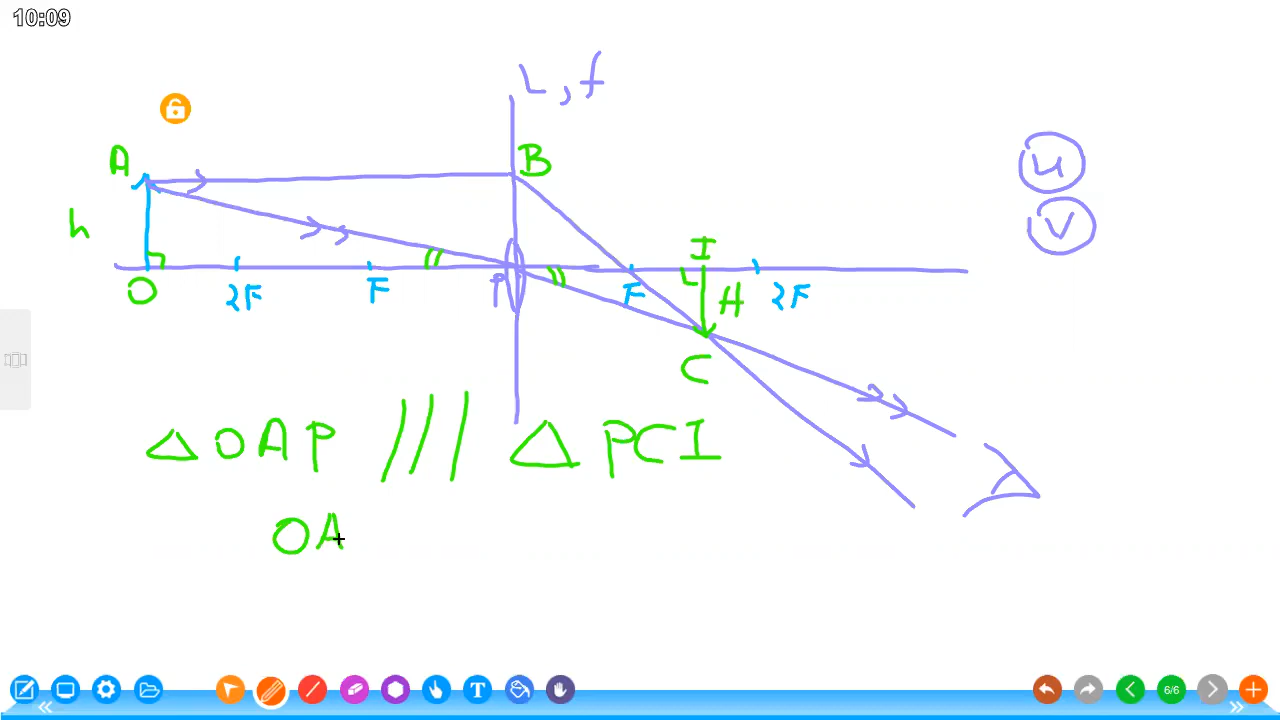 10:09
L, f
A
B
u
h
v
I
O
2F
F
P
F
H
2F
C
△OAP /// △PCI
OA
T
6/6